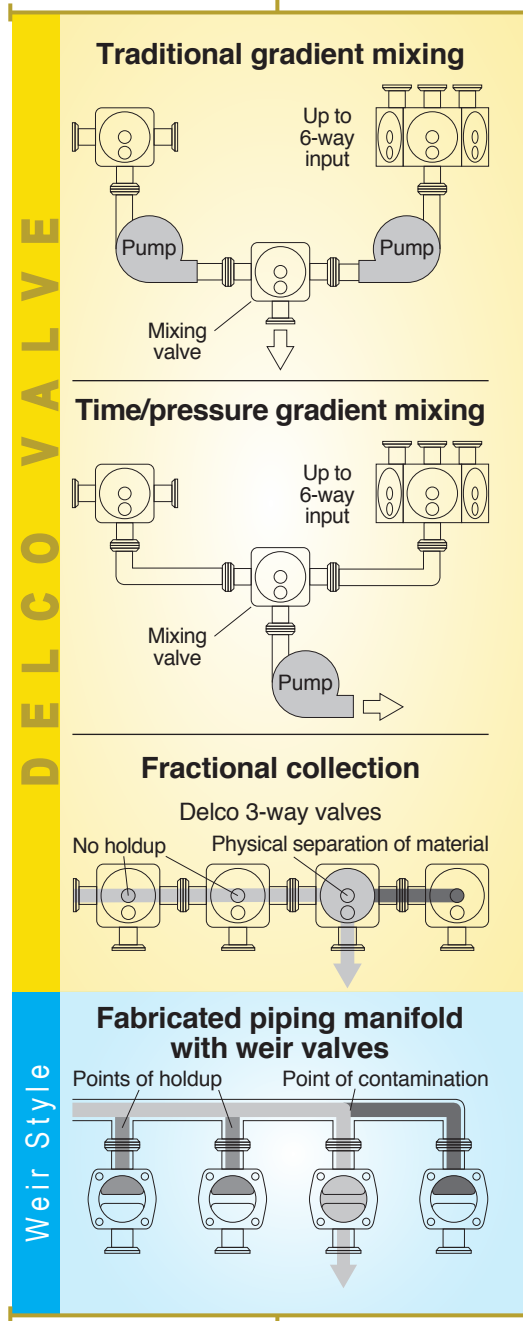 DELCO VALVE
Traditional gradient mixing
Up to
6-way
input
Pump
Pump
Mixing
valve
Time/pressure gradient mixing
Up to
6-way
input
Mixing
valve
Pump
Fractional collection
Delco 3-way valves
No holdup
Physical separation of material
Weir Style
Fabricated piping manifold
with weir valves
Points of holdup
Point of contamination